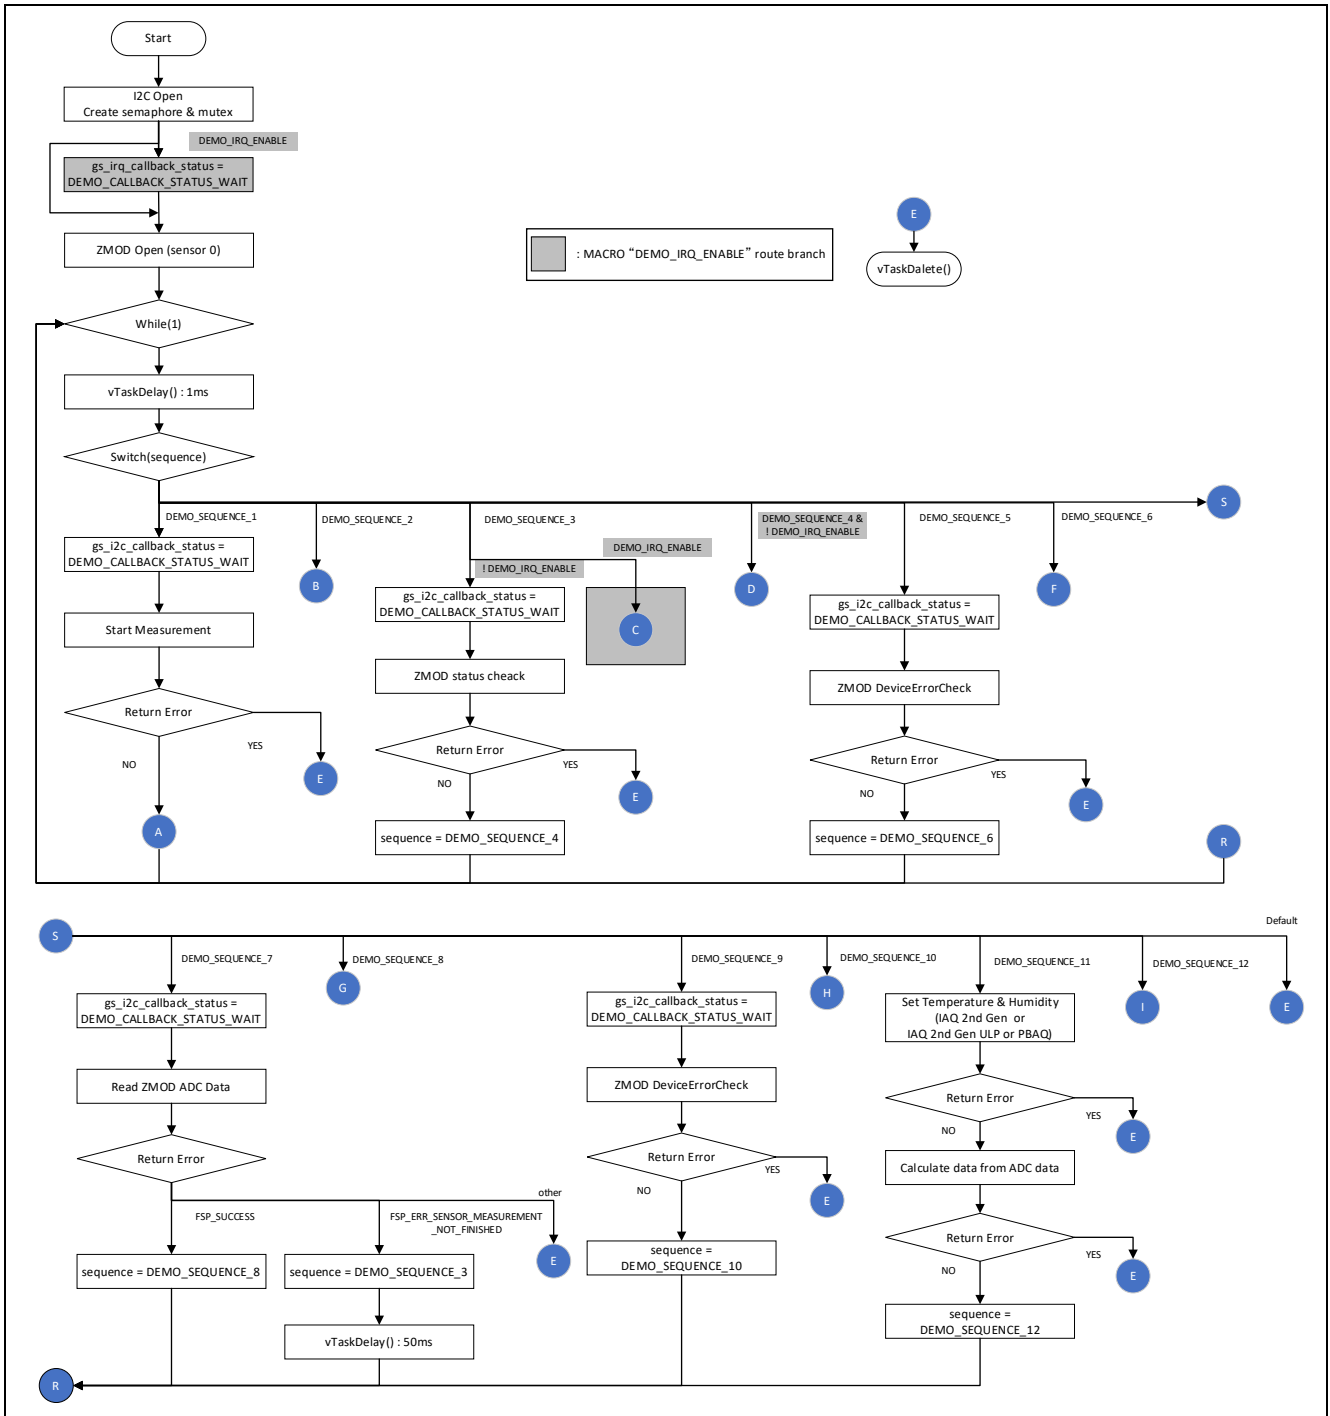 Start
I2C Open
Create semaphore & mutex
DEMO_IRQ_ENABLE
gs_irq_callback_status =
DEMO_CALLBACK_STATUS_WAIT
ZMOD Open (sensor 0)
: MACRO “DEMO_IRQ_ENABLE” route branch
E
vTaskDalete()
While(1)
vTaskDelay() : 1ms
Switch(sequence)
S
DEMO_SEQUENCE_1
DEMO_SEQUENCE_2
DEMO_SEQUENCE_3
DEMO_SEQUENCE_4 &
! DEMO_IRQ_ENABLE
DEMO_SEQUENCE_5
DEMO_SEQUENCE_6
gs_i2c_callback_status =
DEMO_CALLBACK_STATUS_WAIT
B
! DEMO_IRQ_ENABLE
DEMO_IRQ_ENABLE
D
F
gs_i2c_callback_status =
DEMO_CALLBACK_STATUS_WAIT
C
gs_i2c_callback_status =
DEMO_CALLBACK_STATUS_WAIT
Start Measurement
ZMOD status cheack
ZMOD DeviceErrorCheck
Return Error
YES
NO
E
Return Error
YES
NO
E
Return Error
YES
NO
E
A
sequence = DEMO_SEQUENCE_4
sequence = DEMO_SEQUENCE_6
R
S
Default
DEMO_SEQUENCE_7
DEMO_SEQUENCE_8
DEMO_SEQUENCE_9
DEMO_SEQUENCE_10
DEMO_SEQUENCE_11
DEMO_SEQUENCE_12
gs_i2c_callback_status =
DEMO_CALLBACK_STATUS_WAIT
G
gs_i2c_callback_status =
DEMO_CALLBACK_STATUS_WAIT
H
Set Temperature & Humidity
(IAQ 2nd Gen or
IAQ 2nd Gen ULP or PBAQ)
I
E
Read ZMOD ADC Data
ZMOD DeviceErrorCheck
Return Error
YES
NO
E
Return Error
Return Error
YES
NO
E
Calculate data from ADC data
FSP_SUCCESS
FSP_ERR_SENSOR_MEASUREMENT
_NOT_FINISHED
other
E
Return Error
YES
NO
E
sequence = DEMO_SEQUENCE_8
sequence = DEMO_SEQUENCE_3
sequence =
DEMO_SEQUENCE_10
vTaskDelay() : 50ms
sequence =
DEMO_SEQUENCE_12
R